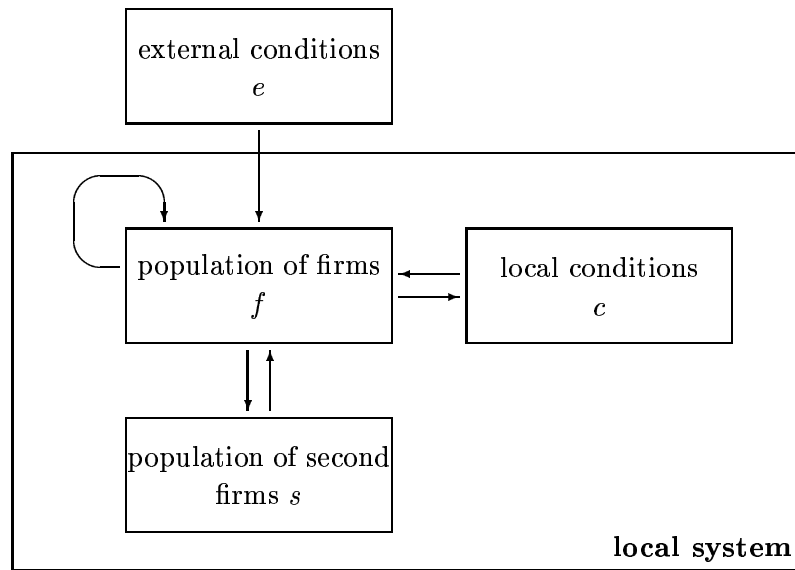 external conditions
e
population of firms
f
local conditions
c
population of second
firms s
local system